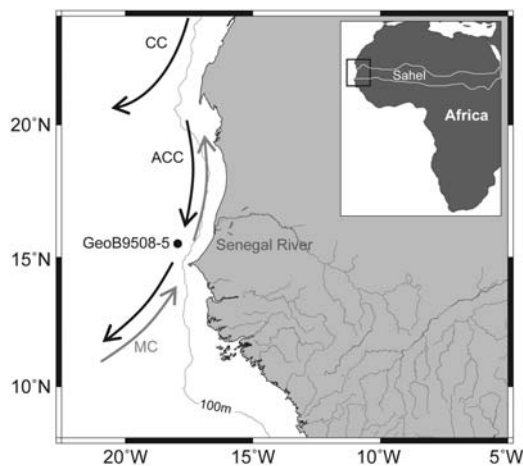 CC
Sahel
Africa
20°N
ACC
GeoB9508-5
Senegal River
15°N
MC
10°N
100m
20°W
15°W
10°W
5°W